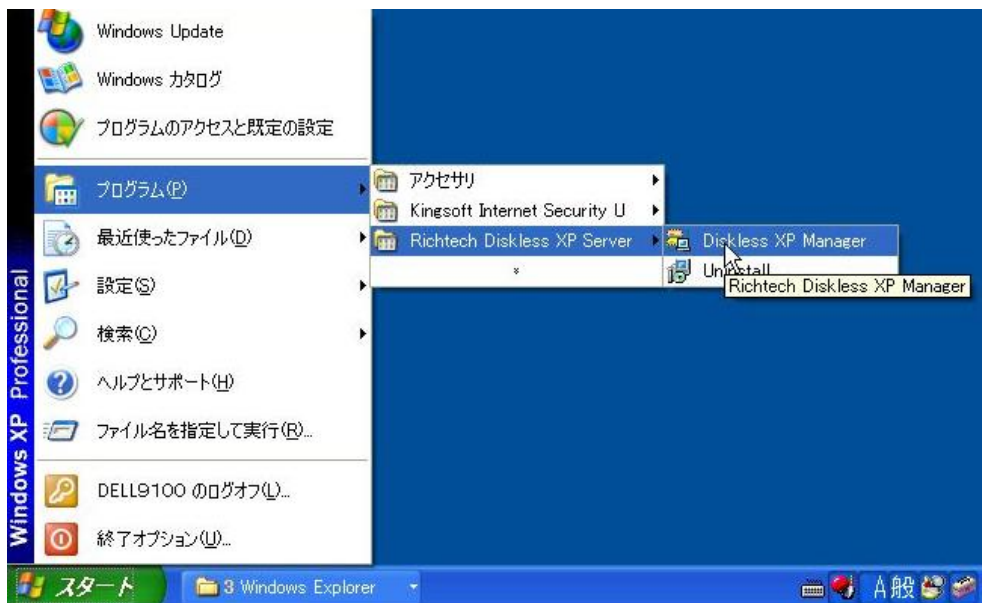 Windows Update
Windows カタログ
プログラムのアクセスと既定の設定
プログラム(P)
最近使ったファイル(D)
設定(S)
検索(C)
ヘルプとサポート(H)
ファイル名を指定して実行(R)...
DELL9100 のログオフ(L)...
終了オプション(U)...
Windows XP Professional
アクセサリ
Kingsoft Internet Security U
Richtech Diskless XP Server
Diskless XP Manager
Uninstall
Richtech Diskless XP Manager
スタート
3 Windows Explorer
A般